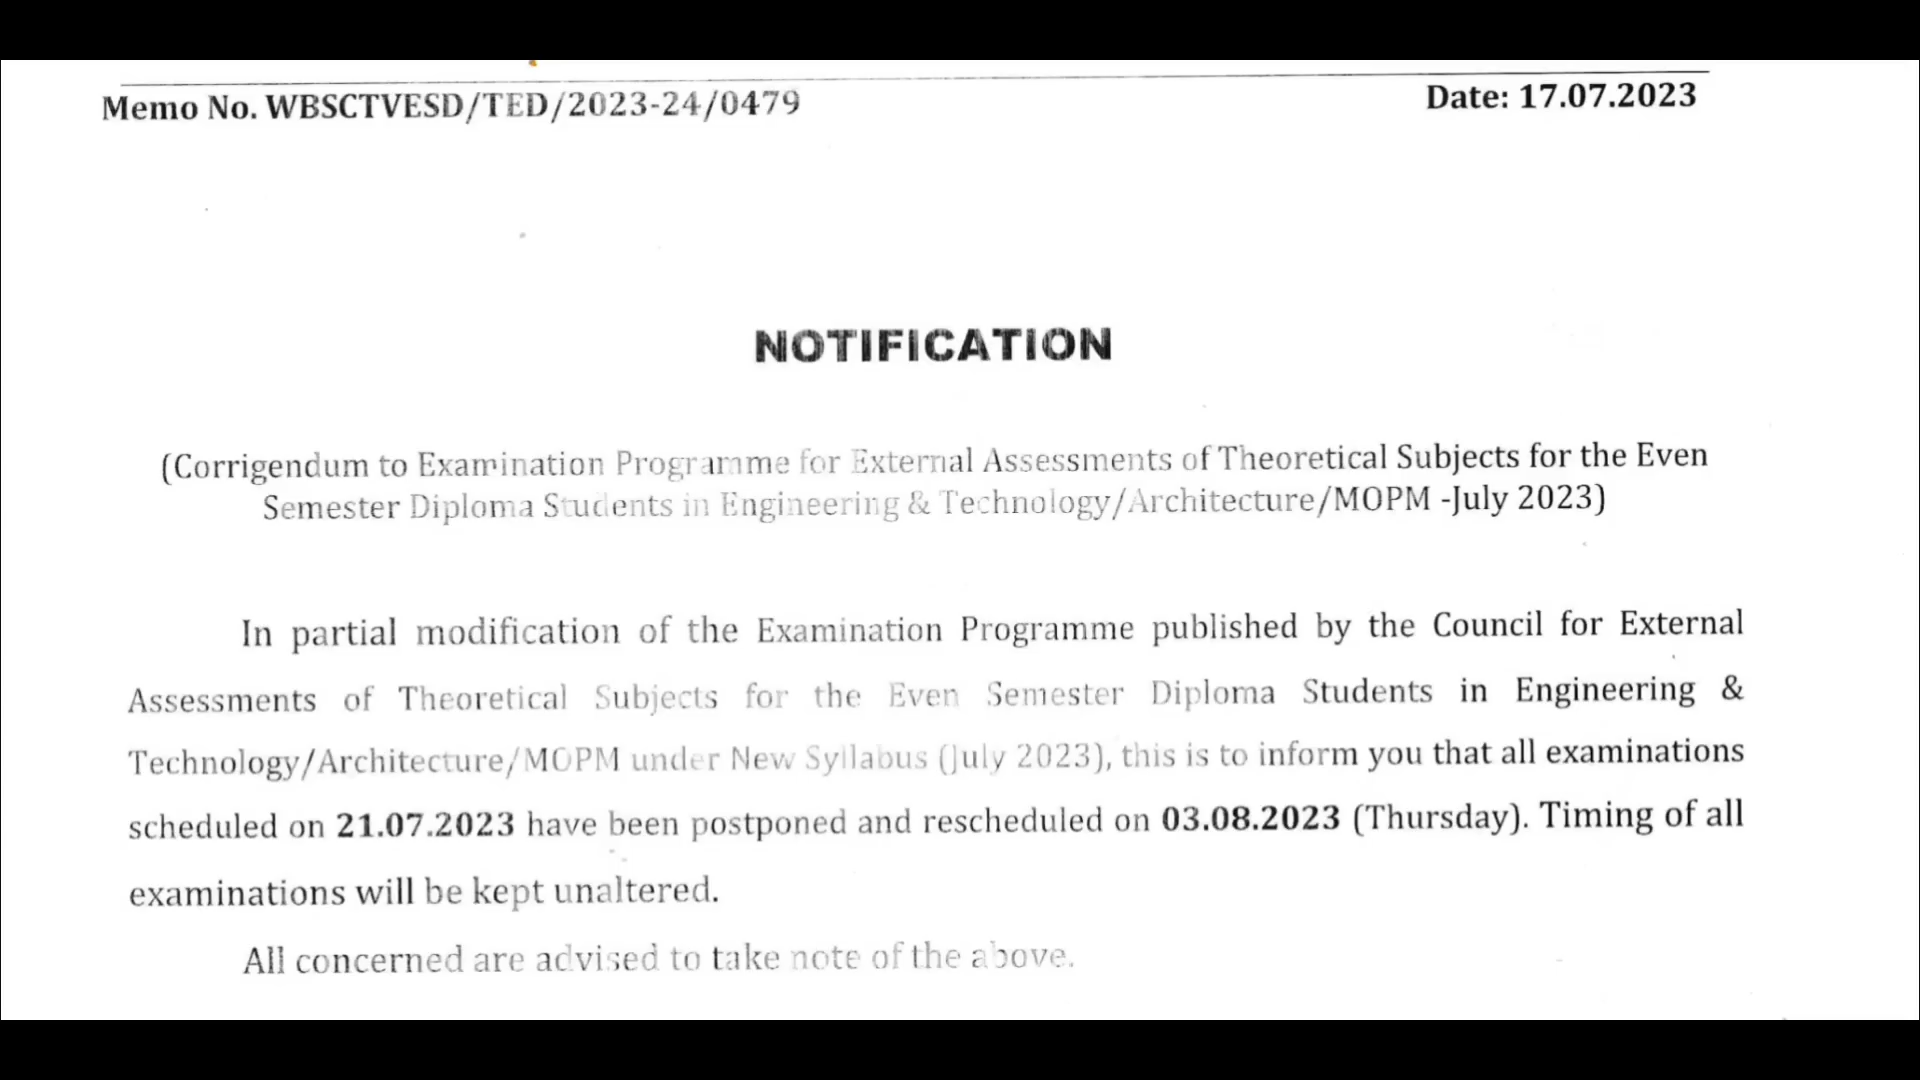 Memo No. WBSCTVESD/TED/2023-24/0479
Date: 17.07.2023
NOTIFICATION
(Corrigendum to Examination Programme for External Assessments of Theoretical Subjects for the Even
Semester Diploma Students in Engineering & Technology/Architecture/MOPM -July 2023)
In partial modification of the Examination Programme published by the Council for External
Assessments of Theoretical Subjects for the Even Semester Diploma Students in Engineering &
Technology/Architecture/MOPM under New Syllabus (July 2023), this is to inform you that all examinations
scheduled on 21.07.2023 have been postponed and rescheduled on 03.08.2023 (Thursday). Timing of all
examinations will be kept unaltered.
All concerned are advised to take note of the above.